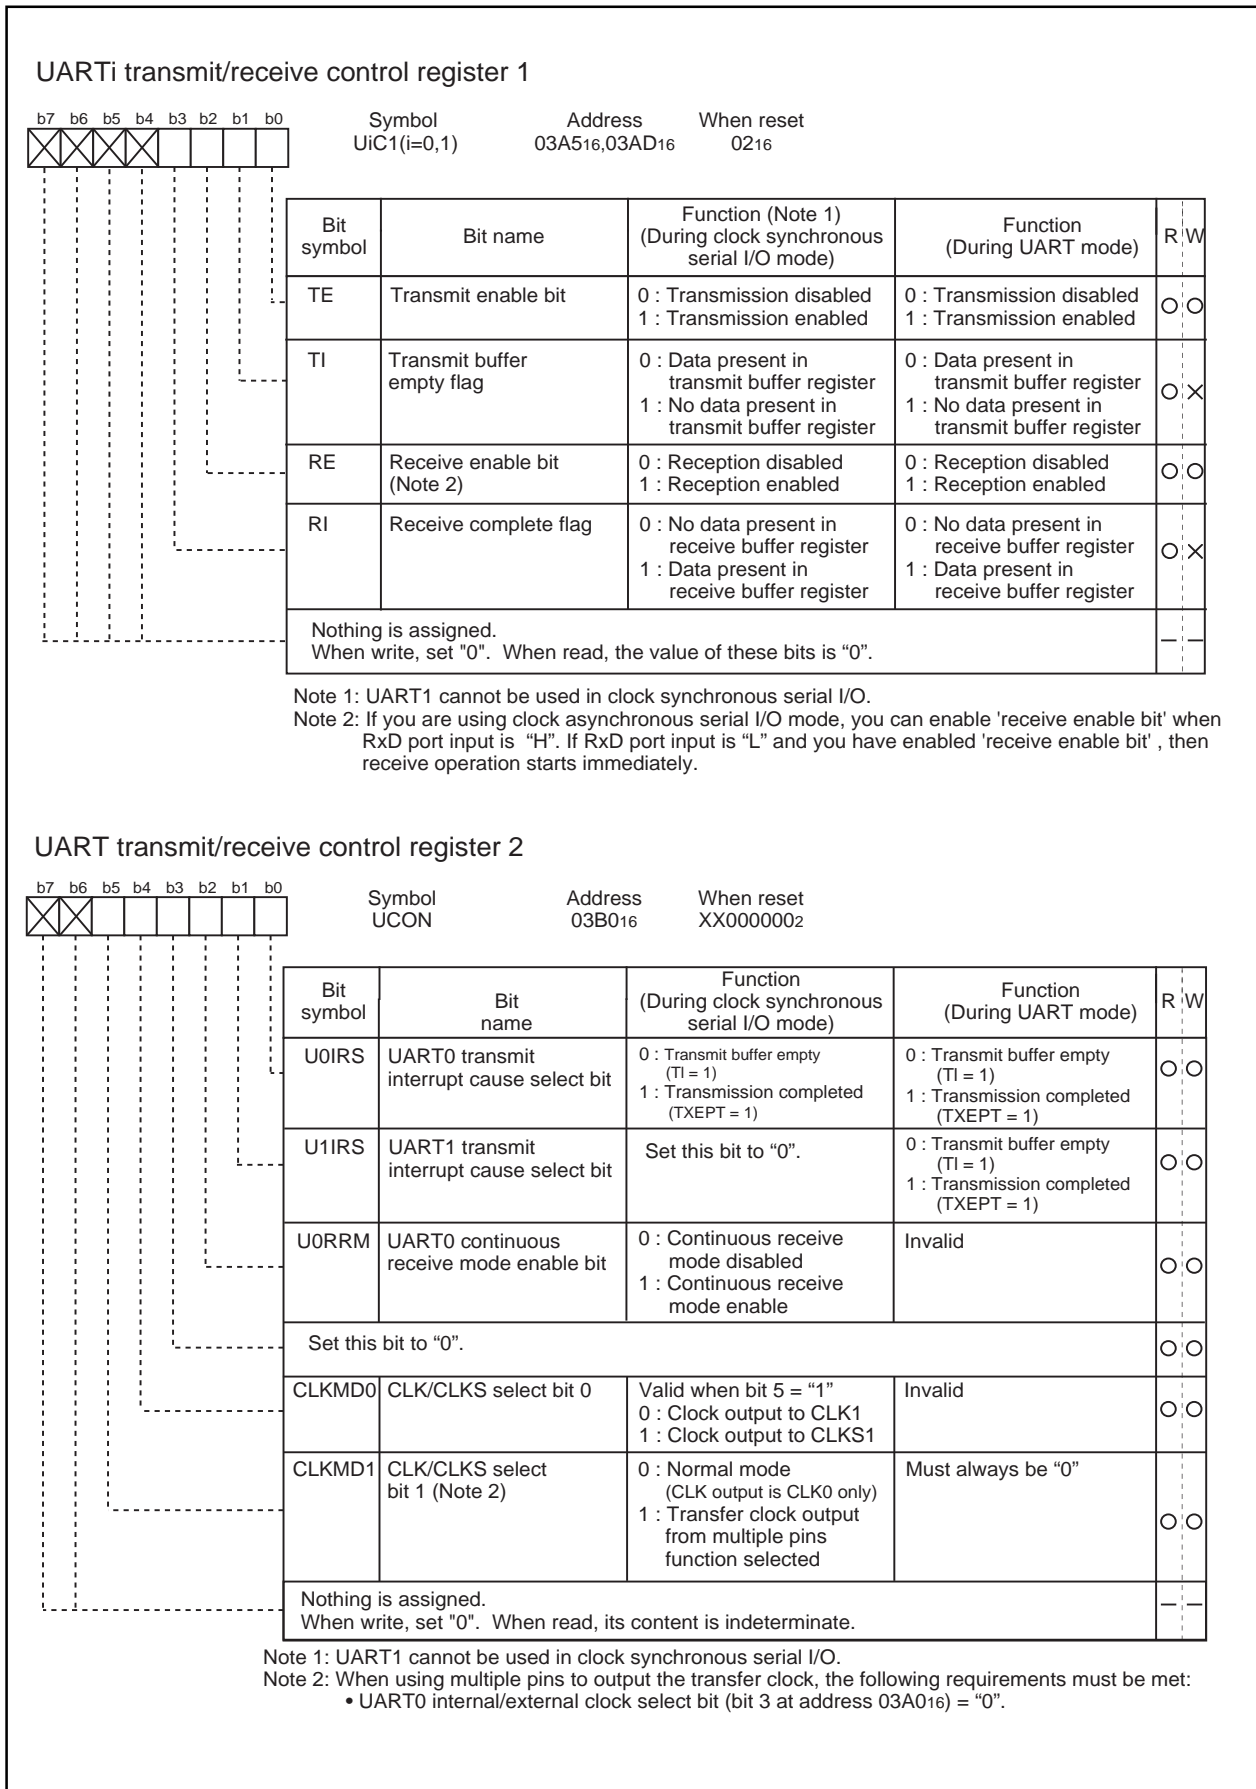 UARTi transmit/receive control register 1
b7 b6 b5 b4 b3 b2 b1 b0
Symbol Address When reset
UiC1(i=0,1) 03A516,03AD16 0216
Bit symbol
Bit name
Function (Note 1)
(During clock synchronous
serial I/O mode)
Function
(During UART mode)
R W
TE
Transmit enable bit
0 : Transmission disabled
1 : Transmission enabled
0 : Transmission disabled
1 : Transmission enabled
TI
Transmit buffer
empty flag
0 : Data present in
transmit buffer register
1 : No data present in
transmit buffer register
0 : Data present in
transmit buffer register
1 : No data present in
transmit buffer register
RE
Receive enable bit
(Note 2)
0 : Reception disabled
1 : Reception enabled
0 : Reception disabled
1 : Reception enabled
RI
Receive complete flag
0 : No data present in
receive buffer register
1 : Data present in
receive buffer register
0 : No data present in
receive buffer register
1 : Data present in
receive buffer register
Nothing is assigned.
When write, set "0". When read, the value of these bits is “0”.
Note 1: UART1 cannot be used in clock synchronous serial I/O.
Note 2: If you are using clock asynchronous serial I/O mode, you can enable 'receive enable bit' when
RxD port input is “H”. If RxD port input is “L” and you have enabled 'receive enable bit' , then
receive operation starts immediately.
UART transmit/receive control register 2
b7 b6 b5 b4 b3 b2 b1 b0
Symbol Address When reset
UCON 03B016 XX0000002
Bit
symbol
Bit
name
Function
(During clock synchronous
serial I/O mode)
Function
(During UART mode)
R W
U0IRS
UART0 transmit
interrupt cause select bit
0 : Transmit buffer empty
(TI = 1)
1 : Transmission completed
(TXEPT = 1)
0 : Transmit buffer empty
(TI = 1)
1 : Transmission completed
(TXEPT = 1)
U1IRS
UART1 transmit
interrupt cause select bit
Set this bit to “0”.
0 : Transmit buffer empty
(TI = 1)
1 : Transmission completed
(TXEPT = 1)
U0RRM
UART0 continuous
receive mode enable bit
0 : Continuous receive
mode disabled
1 : Continuous receive
mode enable
Invalid
Set this bit to “0”.
CLKMD0
CLK/CLKS select bit 0
Valid when bit 5 = “1”
0 : Clock output to CLK1
1 : Clock output to CLKS1
Invalid
CLKMD1
CLK/CLKS select
bit 1 (Note 2)
0 : Normal mode
(CLK output is CLK0 only)
1 : Transfer clock output
from multiple pins
function selected
Must always be “0”
Nothing is assigned.
When write, set "0". When read, its content is indeterminate.
Note 1: UART1 cannot be used in clock synchronous serial I/O.
Note 2: When using multiple pins to output the transfer clock, the following requirements must be met:
• UART0 internal/external clock select bit (bit 3 at address 03A016) = “0”.